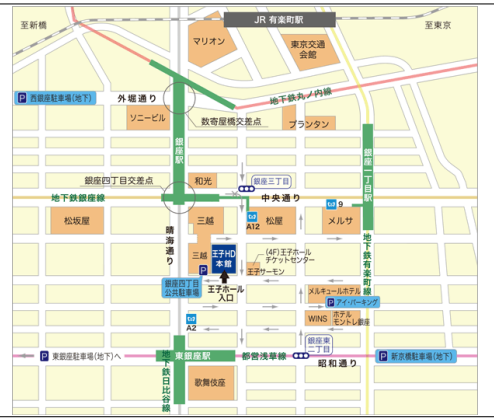 JR 有楽町駅
至新橋
至東京
マリオン
東京交通
会館
地下鉄丸ノ内線
P 西銀座駐車場(地下)
外堀通り
ソニービル
数寄屋橋交差点
プランタン
銀座駅
銀座一丁目駅
銀座四丁目交差点
和光
銀座三丁目
地下鉄銀座線
中央通り
9
松坂屋
三越
A12
松屋
メルサ
晴海通り
三越
王子HD
本館
(4F)王子ホール
チケットセンター
王子サーモン
地下鉄有楽町線
P
銀座四丁目
公共駐車場
王子ホール
入口
メルキュールホテル
P アイ・パーキング
A2
WINS
ホテル
モントレ銀座
銀座東
二丁目
P 東銀座駐車場(地下)へ
東銀座駅
都営浅草線
昭和通り
P 新京橋駐車場(地下)
地下鉄日比谷線
歌舞伎座